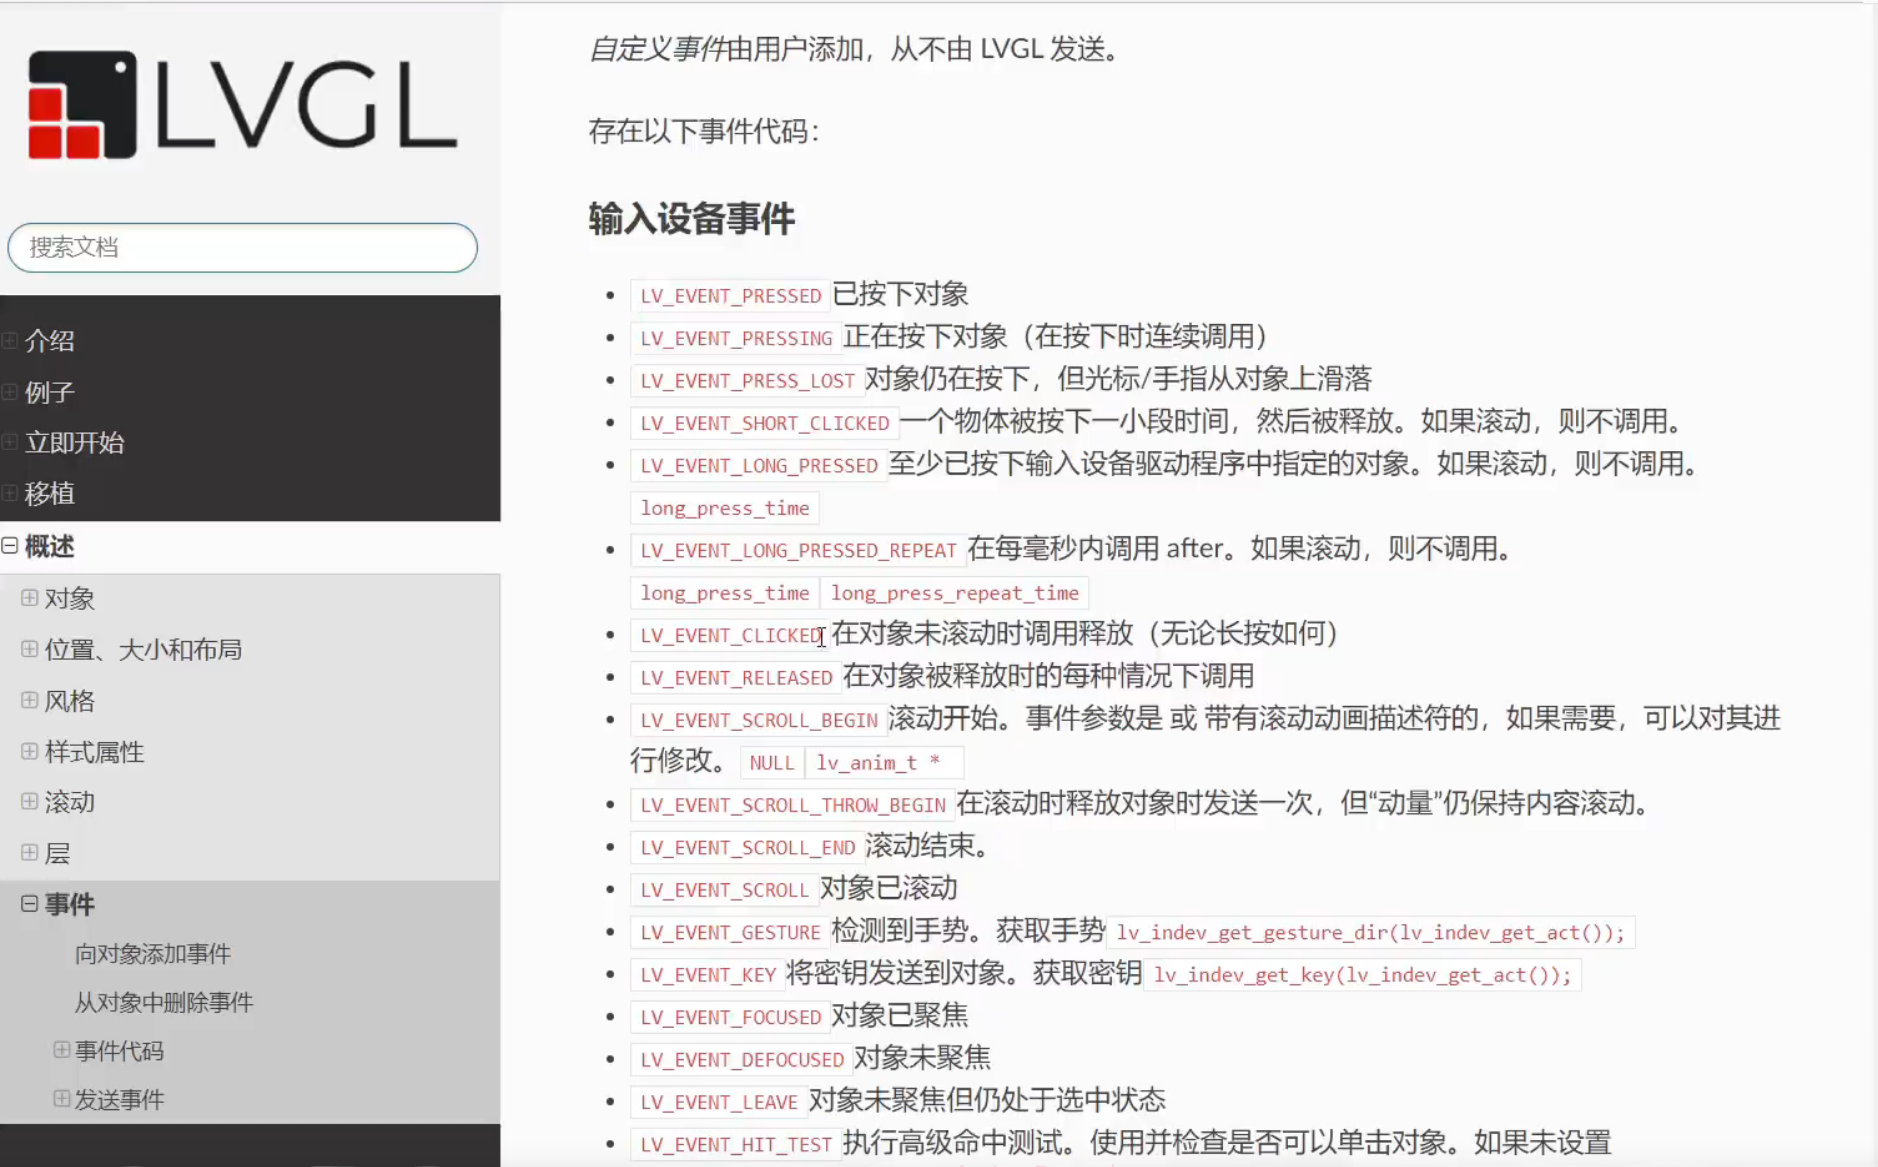 LVGL
搜索文档
介绍
例子
立即开始
移植
概述
对象
位置、大小和布局
风格
样式属性
滚动
层
事件
向对象添加事件
从对象中删除事件
事件代码
发送事件
自定义事件由用户添加，从不由 LVGL 发送。
存在以下事件代码：
输入设备事件
LV_EVENT_PRESSED 已按下对象
LV_EVENT_PRESSING 正在按下对象（在按下时连续调用）
LV_EVENT_PRESS_LOST 对象仍在按下，但光标/手指从对象上滑落
LV_EVENT_SHORT_CLICKED 一个物体被按下一小段时间，然后被释放。如果滚动，则不调用。
LV_EVENT_LONG_PRESSED 至少已按下输入设备驱动程序中指定的对象。如果滚动，则不调用。
long_press_time
LV_EVENT_LONG_PRESSED_REPEAT 在每毫秒内调用 after。如果滚动，则不调用。
long_press_time long_press_repeat_time
LV_EVENT_CLICKED 在对象未滚动时调用释放（无论长按如何）
LV_EVENT_RELEASED 在对象被释放时的每种情况下调用
LV_EVENT_SCROLL_BEGIN 滚动开始。事件参数是 或 带有滚动动画描述符的，如果需要，可以对其进
行修改。 NULL lv_anim_t *
LV_EVENT_SCROLL_THROW_BEGIN 在滚动时释放对象时发送一次，但“动量”仍保持内容滚动。
LV_EVENT_SCROLL_END 滚动结束。
LV_EVENT_SCROLL 对象已滚动
LV_EVENT_GESTURE 检测到手势。获取手势 lv_indev_get_gesture_dir(lv_indev_get_act());
LV_EVENT_KEY 将密钥发送到对象。获取密钥 lv_indev_get_key(lv_indev_get_act());
LV_EVENT_FOCUSED 对象已聚焦
LV_EVENT_DEFOCUSED 对象未聚焦
LV_EVENT_LEAVE 对象未聚焦但仍处于选中状态
LV_EVENT_HIT_TEST 执行高级命中测试。使用并检查是否可以单击对象。如果未设置